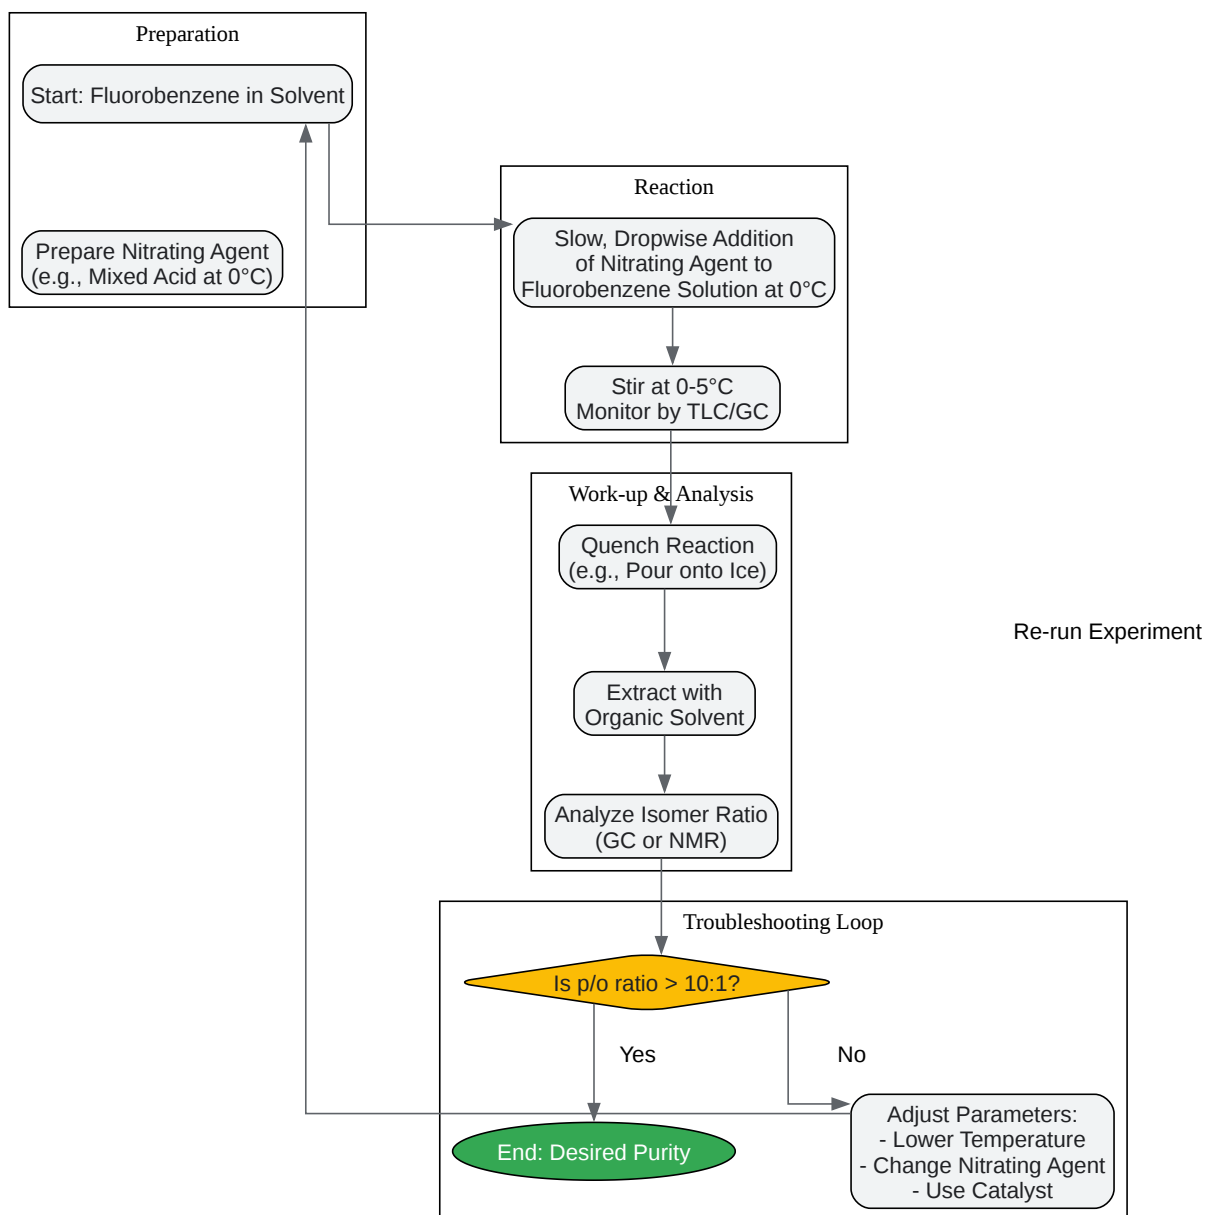 Preparation
Start: Fluorobenzene in Solvent
Prepare Nitrating Agent
(e.g., Mixed Acid at 0°C)
Reaction
Slow, Dropwise Addition
of Nitrating Agent to
Fluorobenzene Solution at 0°C
Stir at 0-5°C
Monitor by TLC/GC
Work-up & Analysis
Quench Reaction
(e.g., Pour onto Ice)
Re-run Experiment
Extract with
Organic Solvent
Analyze Isomer Ratio
(GC or NMR)
Troubleshooting Loop
Is p/o ratio > 10:1?
Yes
No
End: Desired Purity
Adjust Parameters:
- Lower Temperature
- Change Nitrating Agent
- Use Catalyst